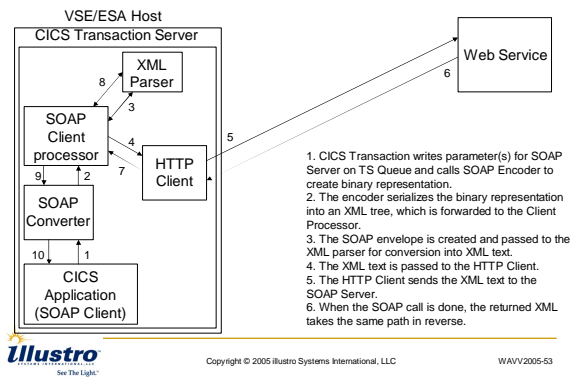 VSE/ESA Host
CICS Transaction Server
XML
Parser
8
3
SOAP
Client
processor
4
7
HTTP
Client
5
6
Web Service
9
2
SOAP
Converter
10
1
CICS
Application
(SOAP Client)
1. CICS Transaction writes parameter(s) for SOAP
Server on TS Queue and calls SOAP Encoder to
create binary representation.
2. The encoder serializes the binary representation
into an XML tree, which is forwarded to the Client
Processor.
3. The SOAP envelope is created and passed to the
XML parser for conversion into XML text.
4. The XML text is passed to the HTTP Client.
5. The HTTP Client sends the XML text to the
SOAP Server.
6. When the SOAP call is done, the returned XML
takes the same path in reverse.
illustro
SYSTEMS INTERNATIONAL, LLC
See The Light.™
Copyright © 2005 illustro Systems International, LLC
WAVV2005-53